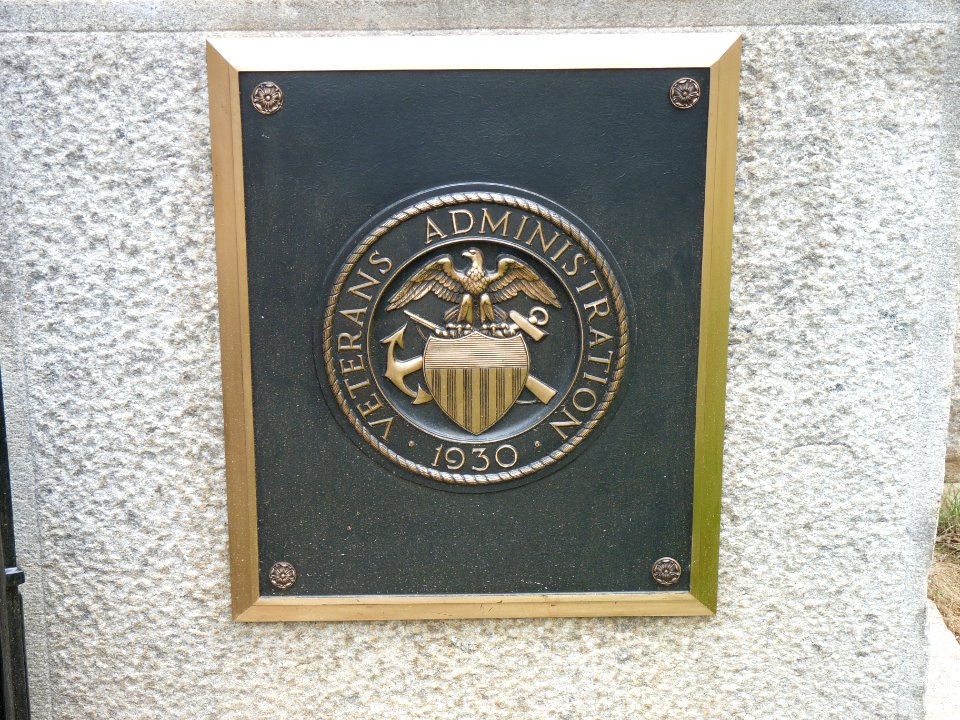 VETERANS ADMINISTRATION
1930